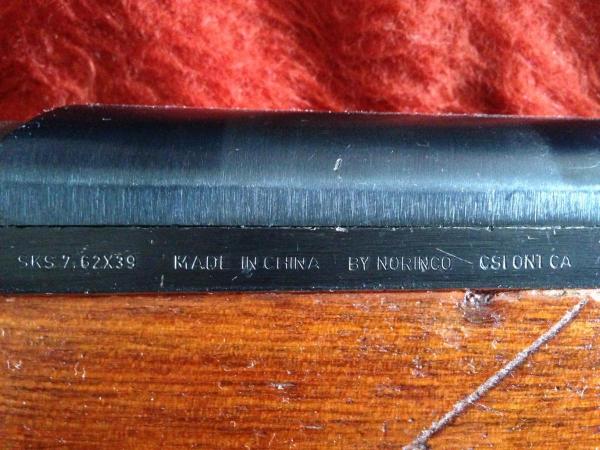 SKS 7.62X39 MADE IN CHINA BY NORINCO CSI ONT CA